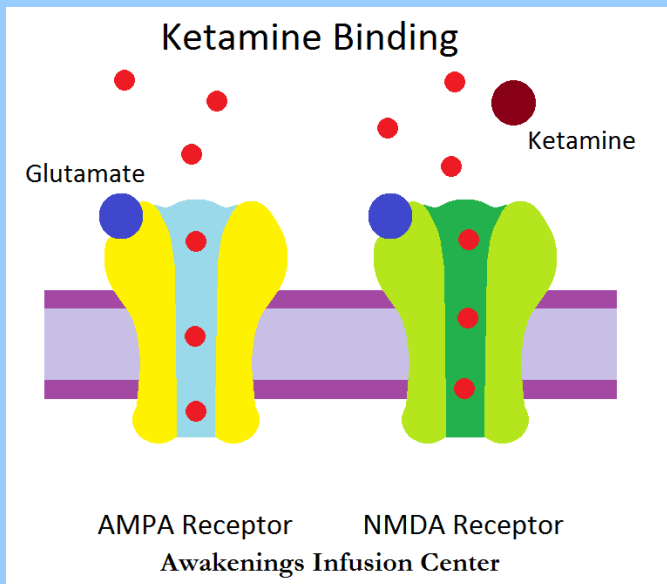 Ketamine Binding
Ketamine
Glutamate
AMPA Receptor
NMDA Receptor
Awakenings Infusion Center